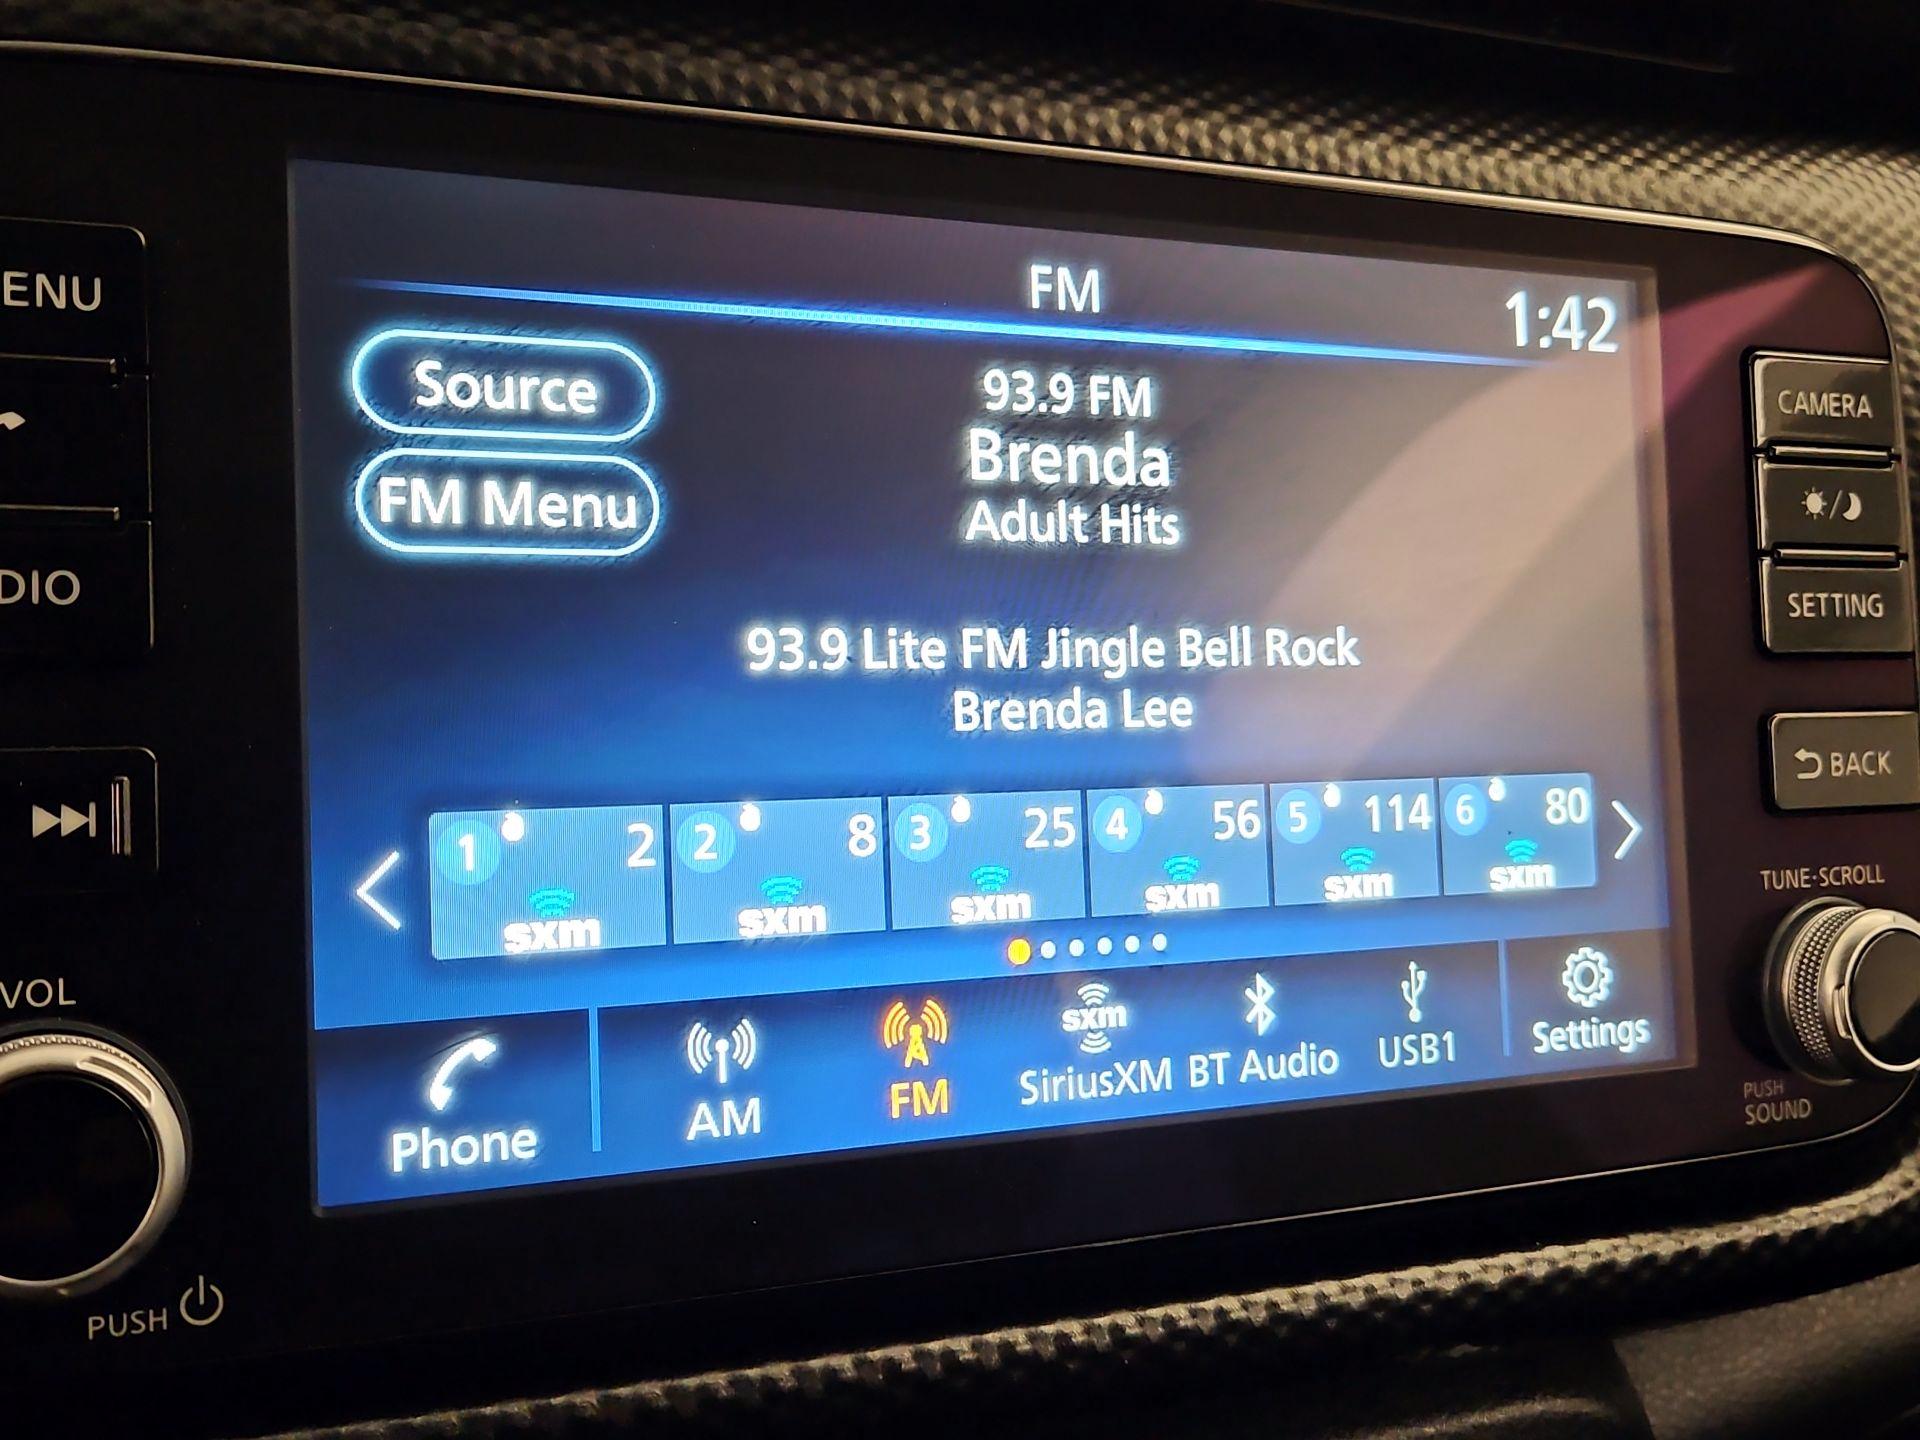 FM
1:42
Source
FM Menu
93.9 FM
Brenda
Adult Hits
93.9 Lite FM Jingle Bell Rock
Brenda Lee
1 2 sxm
2 8 sxm
3 25 sxm
4 56 sxm
5 114 sxm
6 80 sxm
Phone
AM
FM
sxm
SiriusXM
BT Audio
USB1
Settings
ENU
DIO
VOL
PUSH
CAMERA
SETTING
BACK
TUNE·SCROLL
PUSH
SOUND